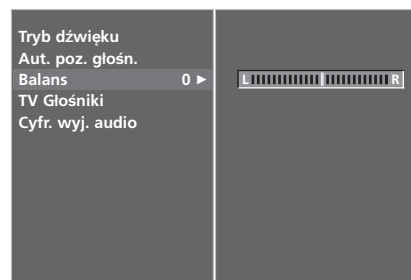 Tryb dźwięku
Aut. poz. głośn.
Balans 0 ►
L R
TV Głośniki
Cyfr. wyj. audio